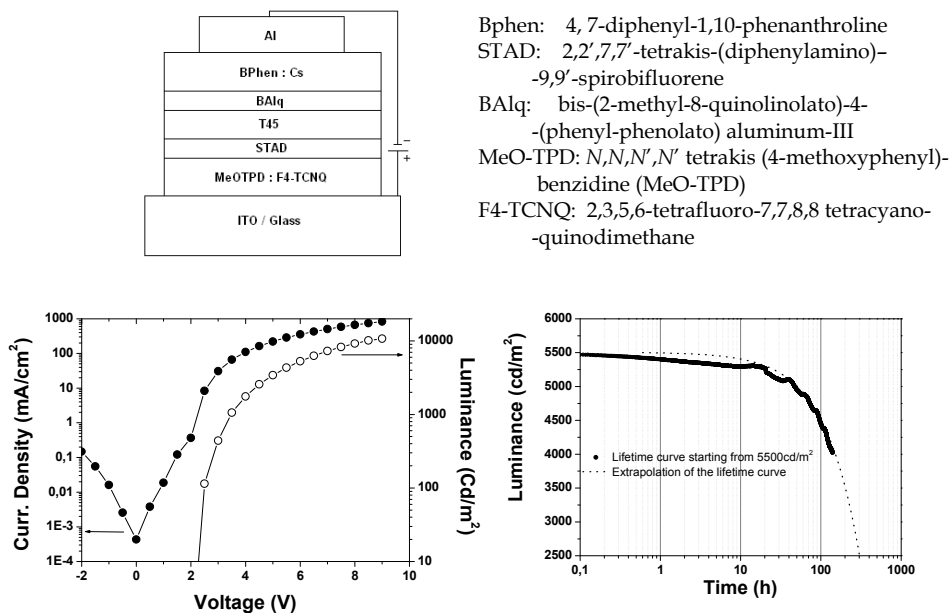 Al
BPhen : Cs
BAlq
T45
STAD
MeOTPD : F4-TCNQ
ITO / Glass
−
+
Bphen: 4, 7-diphenyl-1,10-phenanthroline
STAD: 2,2′,7,7′-tetrakis-(diphenylamino)–
-9,9′-spirobifluorene
BAlq: bis-(2-methyl-8-quinolinolato)-4-
-(phenyl-phenolato) aluminum-III
MeO-TPD: N,N,N′,N′ tetrakis (4-methoxyphenyl)-
benzidine (MeO-TPD)
F4-TCNQ: 2,3,5,6-tetrafluoro-7,7,8,8 tetracyano-
-quinodimethane
Curr. Density (mA/cm²)
1000
100
10
1
0,1
0,01
1E-3
1E-4
-2
0
2
4
6
8
10
Voltage (V)
10000
1000
100
10
Luminance (Cd/m²)
Luminance (cd/m²)
6000
5500
5000
4500
4000
3500
3000
2500
Lifetime curve starting from 5500cd/m²
Extrapolation of the lifetime curve
0,1
1
10
100
1000
Time (h)